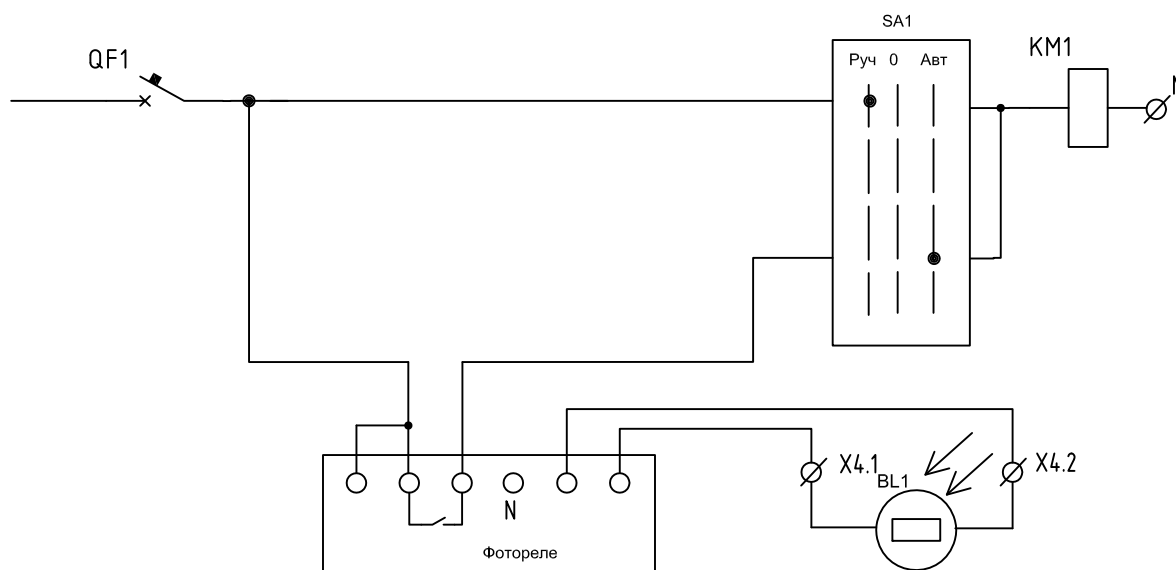 SA1
QF1
Руч 0 Авт
KM1
N
X4.1
X4.2
BL1
N
Фотореле